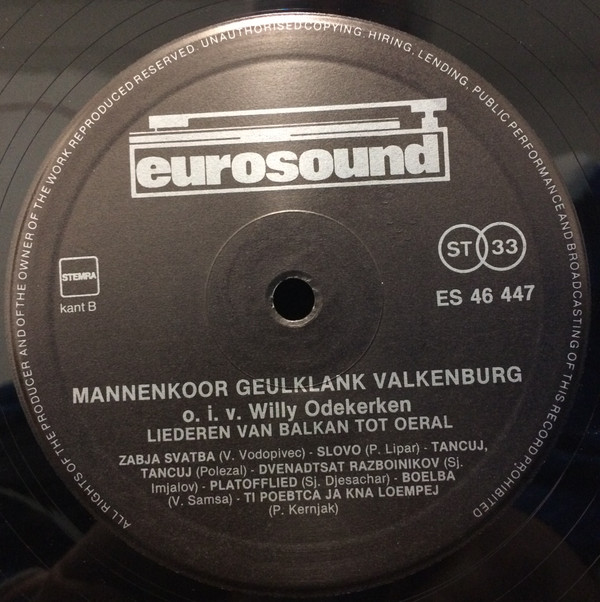 ALL RIGHTS OF THE PRODUCER AND OF THE OWNER OF THE WORK REPRODUCED RESERVED. UNAUTHORISED COPYING, HIRING, LENDING, PUBLIC PERFORMANCE AND BROADCASTING OF THIS RECORD PROHIBITED
eurosound
ST 33
STEMRA
kant B
ES 46 447
MANNENKOOR GEULKLANK VALKENBURG
o. i. v. Willy Odekerken
LIEDEREN VAN BALKAN TOT OERAL
ZABJA SVATBA (V. Vodopivec) - SLOVO (P. Lipar) - TANCUJ,
TANCUJ (Polezal) - DVENADTSAT RAZBOINIKOV (Sj.
Imjalov) - PLATOFFLIED (Sj. Djesachar) - BOELBA
(V. Samsa) - TI POEBTCA JA KNA LOEMPEJ
(P. Kernjak)